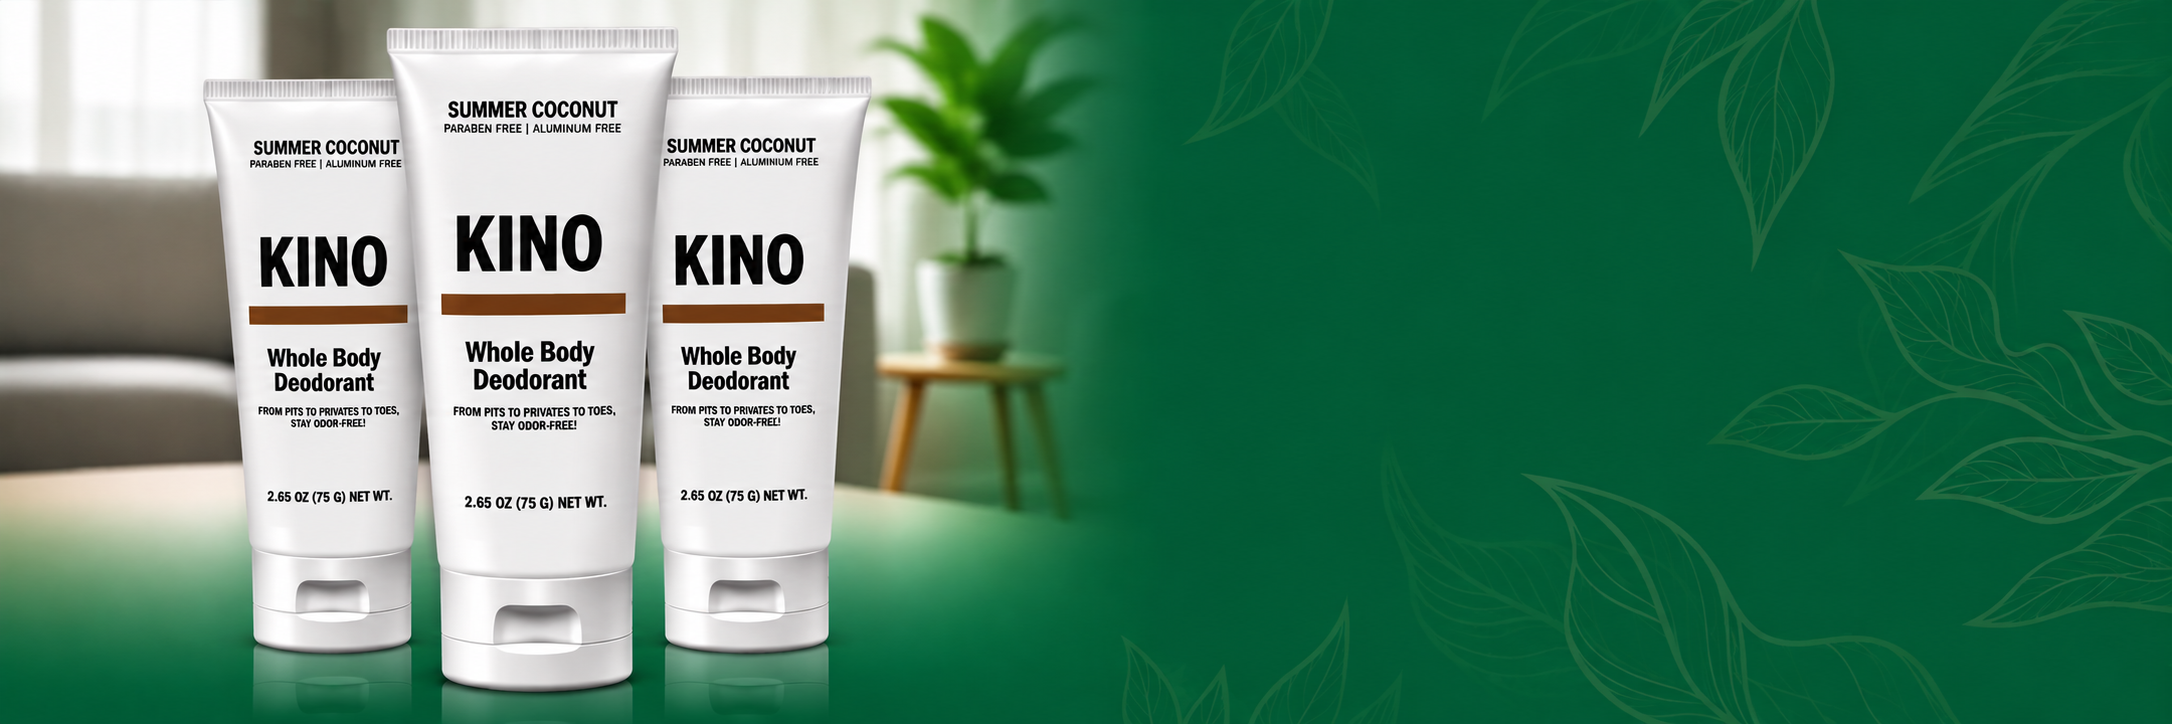 SUMMER COCONUT
PARABEN FREE | ALUMINUM FREE
KINO
Whole Body
Deodorant
FROM PITS TO PRIVATES TO TOES,
STAY ODOR-FREE!
2.65 OZ (75 G) NET WT.
SUMMER COCONUT
PARABEN FREE | ALUMINUM FREE
KINO
Whole Body
Deodorant
FROM PITS TO PRIVATES TO TOES,
STAY ODOR-FREE!
2.65 OZ (75 G) NET WT.
SUMMER COCONUT
PARABEN FREE | ALUMINIUM FREE
KINO
Whole Body
Deodorant
FROM PITS TO PRIVATES TO TOES,
STAY ODOR-FREE!
2.65 OZ (75 G) NET WT.